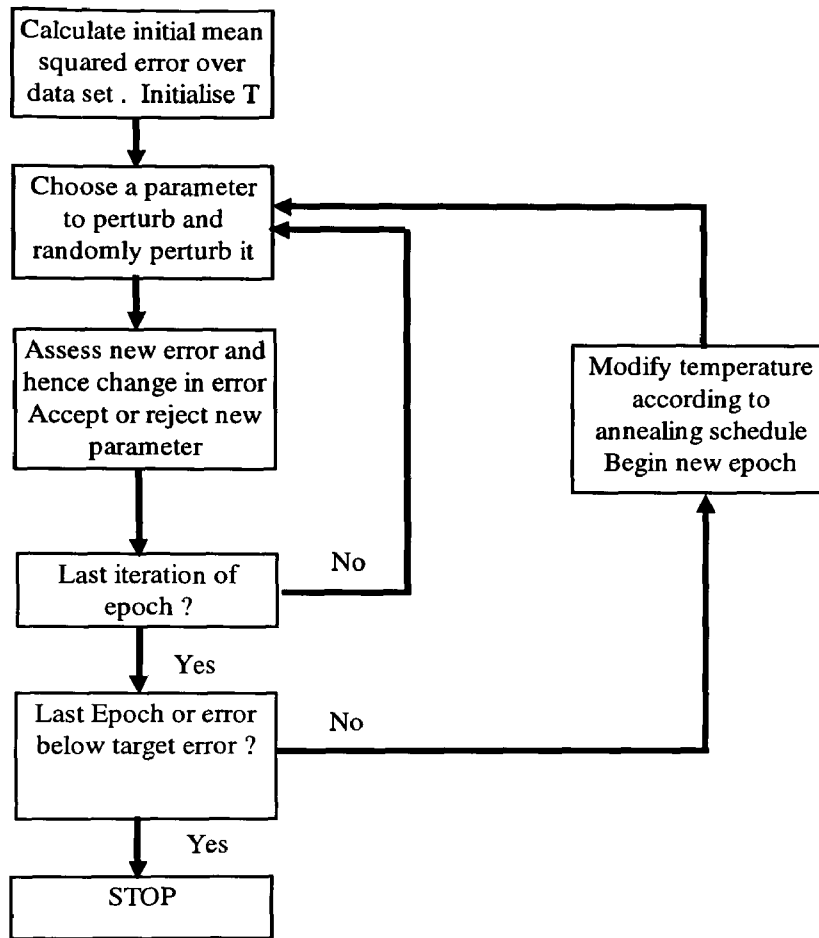 Calculate initial mean
squared error over
data set . Initialise T
Choose a parameter
to perturb and
randomly perturb it
Assess new error and
hence change in error
Accept or reject new
parameter
Modify temperature
according to
annealing schedule
Begin new epoch
Last iteration of
epoch ?
No
Yes
Last Epoch or error
below target error ?
No
Yes
STOP